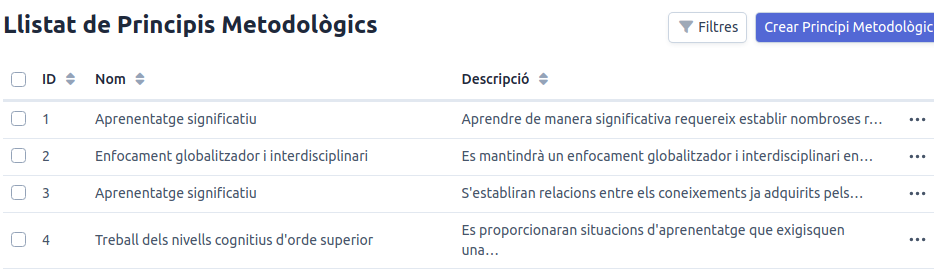 Llistat de Principis Metodològics
Filtres
Crear Principi Metodològic
ID Nom Descripció
1 Aprenentatge significatiu Aprendre de manera significativa requereix establir nombroses r…
2 Enfocament globalitzador i interdisciplinari Es mantindrà un enfocament globalitzador i interdisciplinari en…
3 Aprenentatge significatiu S'establiran relacions entre els coneixements ja adquirits pels…
4 Treball dels nivells cognitius d'orde superior Es proporcionaran situacions d'aprenentatge que exigisquen
una…